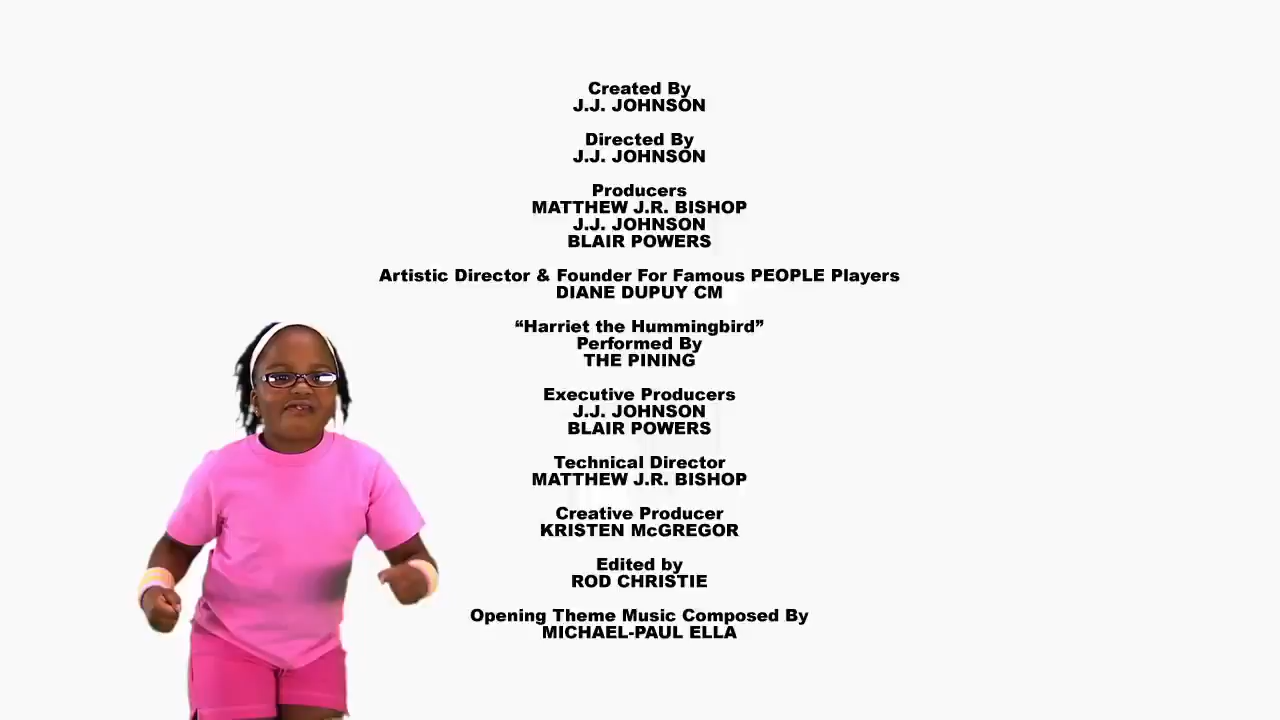 Created By
J.J. JOHNSON
Directed By
J.J. JOHNSON
Producers
MATTHEW J.R. BISHOP
J.J. JOHNSON
BLAIR POWERS
Artistic Director & Founder For Famous PEOPLE Players
DIANE DUPUY CM
“Harriet the Hummingbird”
Performed By
THE PINING
Executive Producers
J.J. JOHNSON
BLAIR POWERS
Technical Director
MATTHEW J.R. BISHOP
Creative Producer
KRISTEN McGREGOR
Edited by
ROD CHRISTIE
Opening Theme Music Composed By
MICHAEL-PAUL ELLA